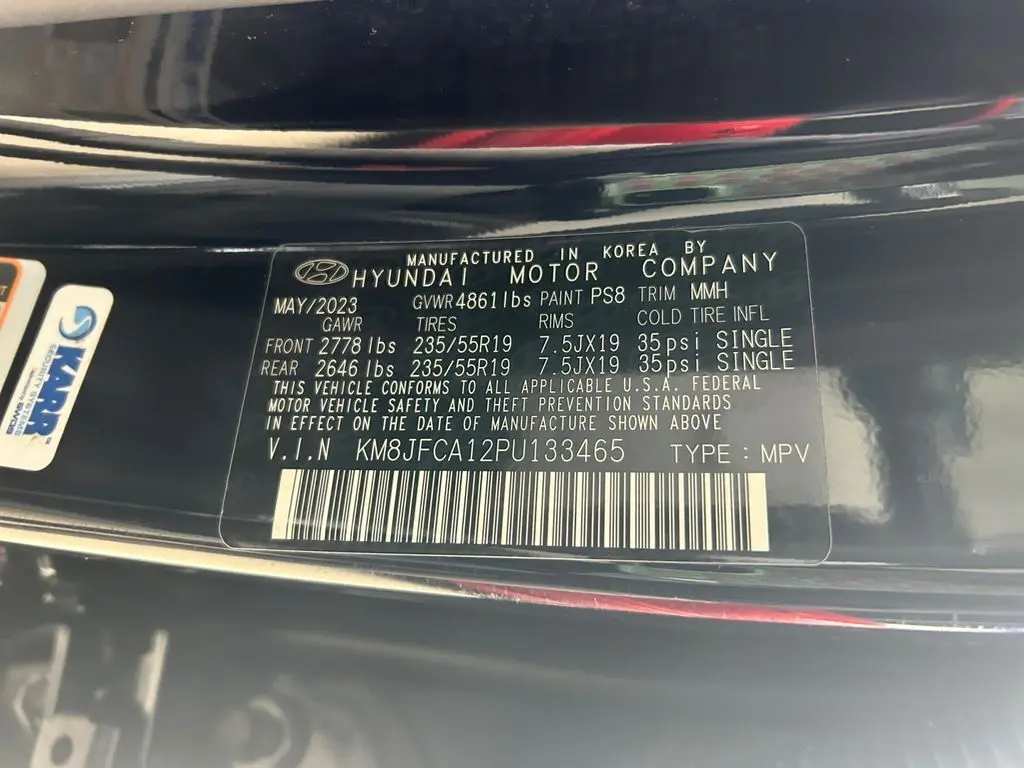 MANUFACTURED IN KOREA BY
HYUNDAI MOTOR COMPANY
MAY/2023 GVWR 4861lbs PAINT PS8 TRIM MMH
GAWR TIRES RIMS COLD TIRE INFL
FRONT 2778 lbs 235/55R19 7.5JX19 35psi SINGLE
REAR 2646 lbs 235/55R19 7.5JX19 35psi SINGLE
THIS VEHICLE CONFORMS TO ALL APPLICABLE U.S.A. FEDERAL
MOTOR VEHICLE SAFETY AND THEFT PREVENTION STANDARDS
IN EFFECT ON THE DATE OF MANUFACTURE SHOWN ABOVE
V.I.N KM8JFCA12PU133465 TYPE : MPV
KARR
SECURITY SYSTEMS